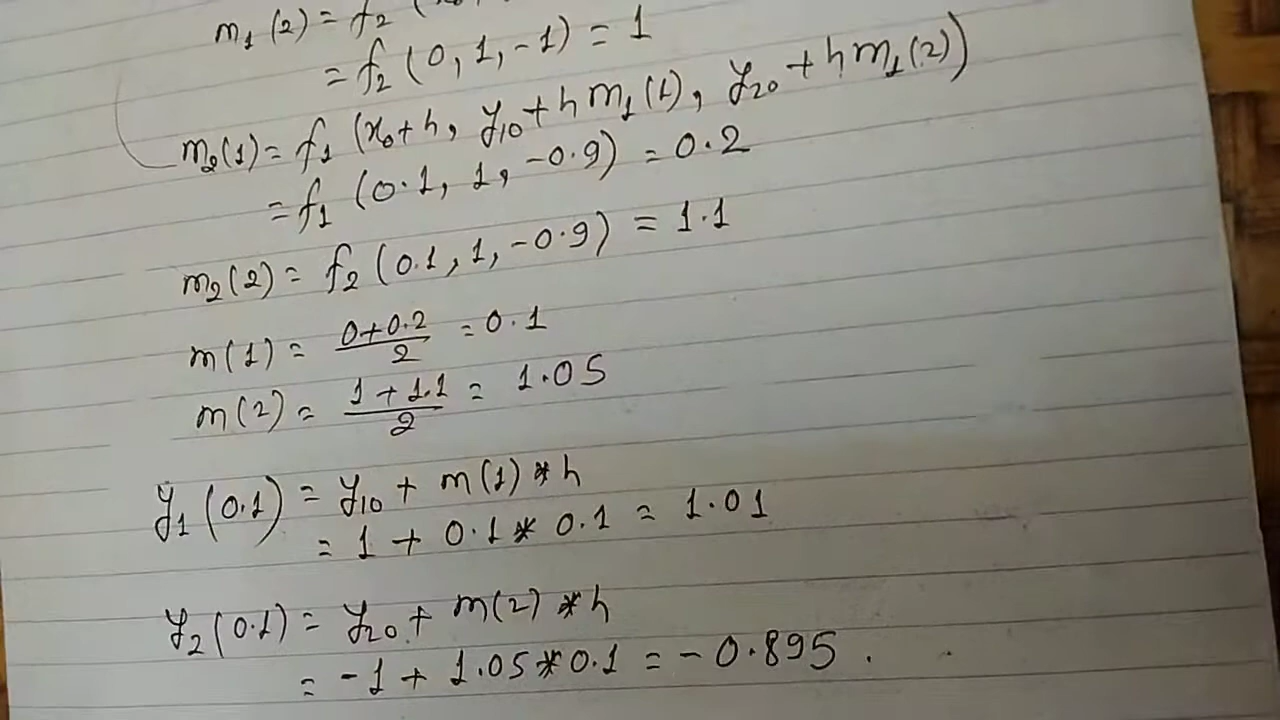 m₁(2) = f₂ (x₀,
= f₂ (0, 1, -1) = 1
m₂(1) = f₁ (x₀+h, y₁₀+h m₁(1), y₂₀+h m₁(2))
= f₁ (0.1, 1, -0.9) = 0.2
m₂(2) = f₂ (0.1, 1, -0.9) = 1.1
m(1) = (0+0.2)/2 = 0.1
m(2) = (1+1.1)/2 = 1.05
y₁(0.1) = y₁₀ + m(1) * h
= 1 + 0.1 * 0.1 = 1.01
y₂(0.1) = y₂₀ + m(2) * h
= -1 + 1.05 * 0.1 = -0.895.